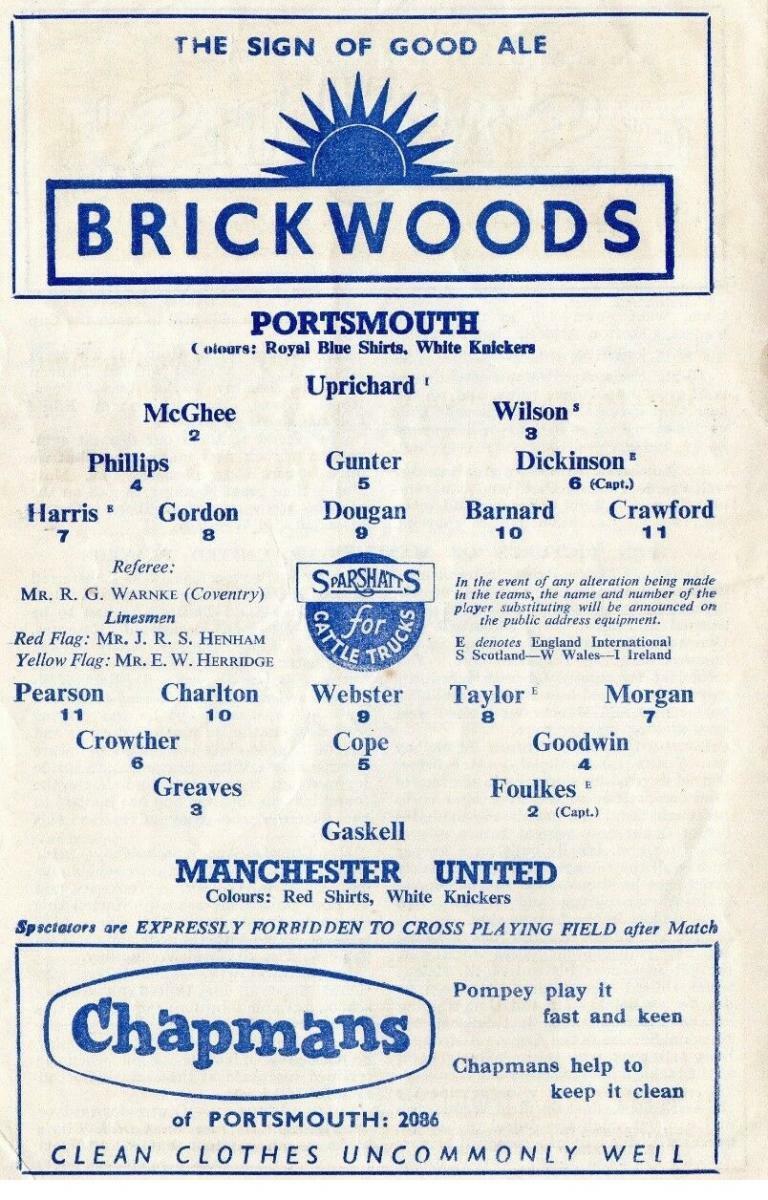 THE SIGN OF GOOD ALE
BRICKWOODS
PORTSMOUTH
Colours: Royal Blue Shirts, White Knickers
Uprichard I
McGhee Wilson S
2 3
Phillips Gunter Dickinson E
4 5 6 (Capt.)
Harris E Gordon Dougan Barnard Crawford
7 8 9 10 11
Referee:
MR. R. G. WARNKE (Coventry)
Linesmen
Red Flag: MR. J. R. S. HENHAM
Yellow Flag: MR. E. W. HERRIDGE
SPARSHATTS
for
CATTLE TRUCKS
In the event of any alteration being made
in the teams, the name and number of the
player substituting will be announced on
the public address equipment.
E denotes England International
S Scotland—W Wales—I Ireland
Pearson Charlton Webster Taylor E Morgan
11 10 9 8 7
Crowther Cope Goodwin
6 5 4
Greaves Foulkes E
3 2 (Capt.)
Gaskell
MANCHESTER UNITED
Colours: Red Shirts, White Knickers
Spsctators are EXPRESSLY FORBIDDEN TO CROSS PLAYING FIELD after Match
Chapmans
of PORTSMOUTH: 2086
Pompey play it
fast and keen
Chapmans help to
keep it clean
CLEAN CLOTHES UNCOMMONLY WELL